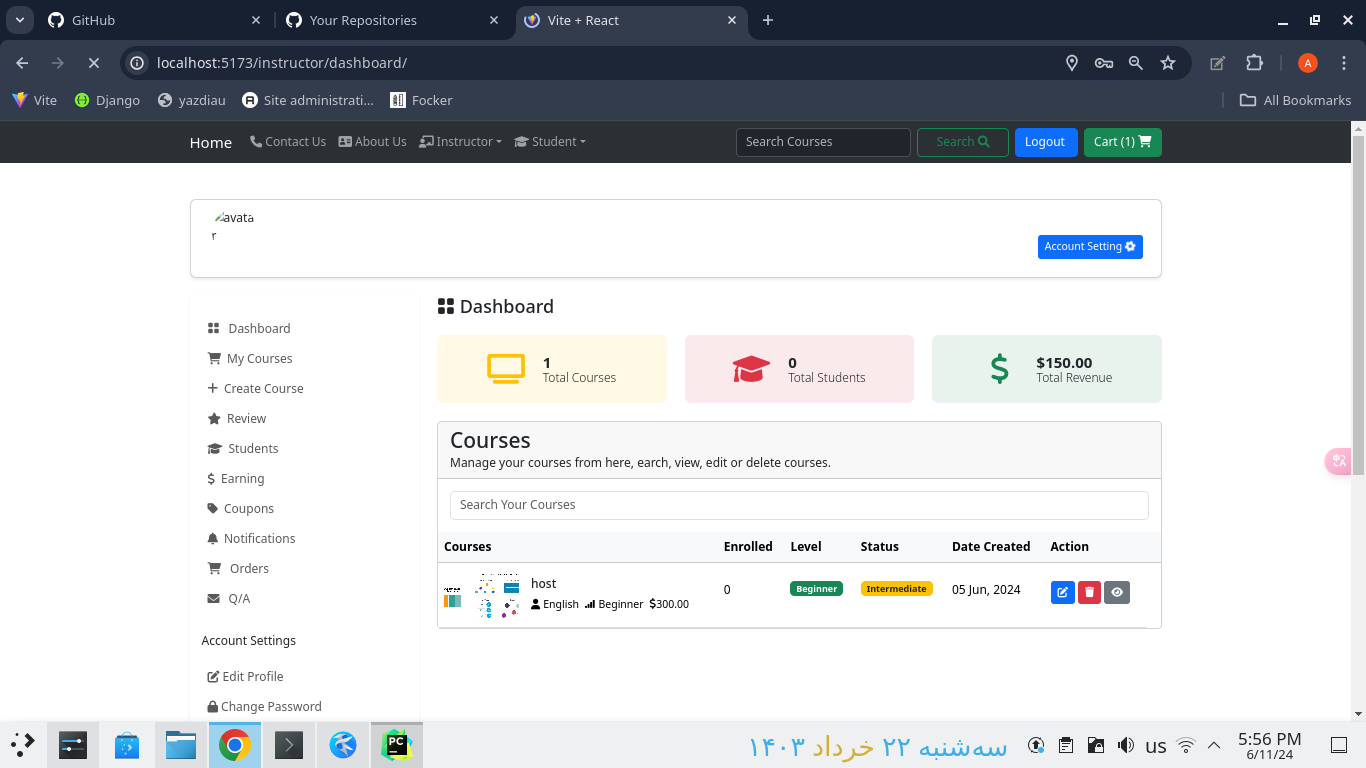 GitHub
Your Repositories
Vite + React
localhost:5173/instructor/dashboard/
A
Vite
Django
yazdiau
Site administrati...
Focker
All Bookmarks
Home
Contact Us
About Us
Instructor
Student
Search Courses
Search
Logout
Cart (1)
avata
r
Account Setting
Dashboard
My Courses
Create Course
Review
Students
Earning
Coupons
Notifications
Orders
Q/A
Account Settings
Edit Profile
Change Password
Dashboard
1
Total Courses
0
Total Students
$150.00
Total Revenue
Courses
Manage your courses from here, earch, view, edit or delete courses.
Search Your Courses
Courses Enrolled Level Status Date Created Action
host
English Beginner $300.00
0
Beginner
Intermediate
05 Jun, 2024
PC
سه‌شنبه ۲۲ خرداد ۱۴۰۳
us
5:56 PM
6/11/24